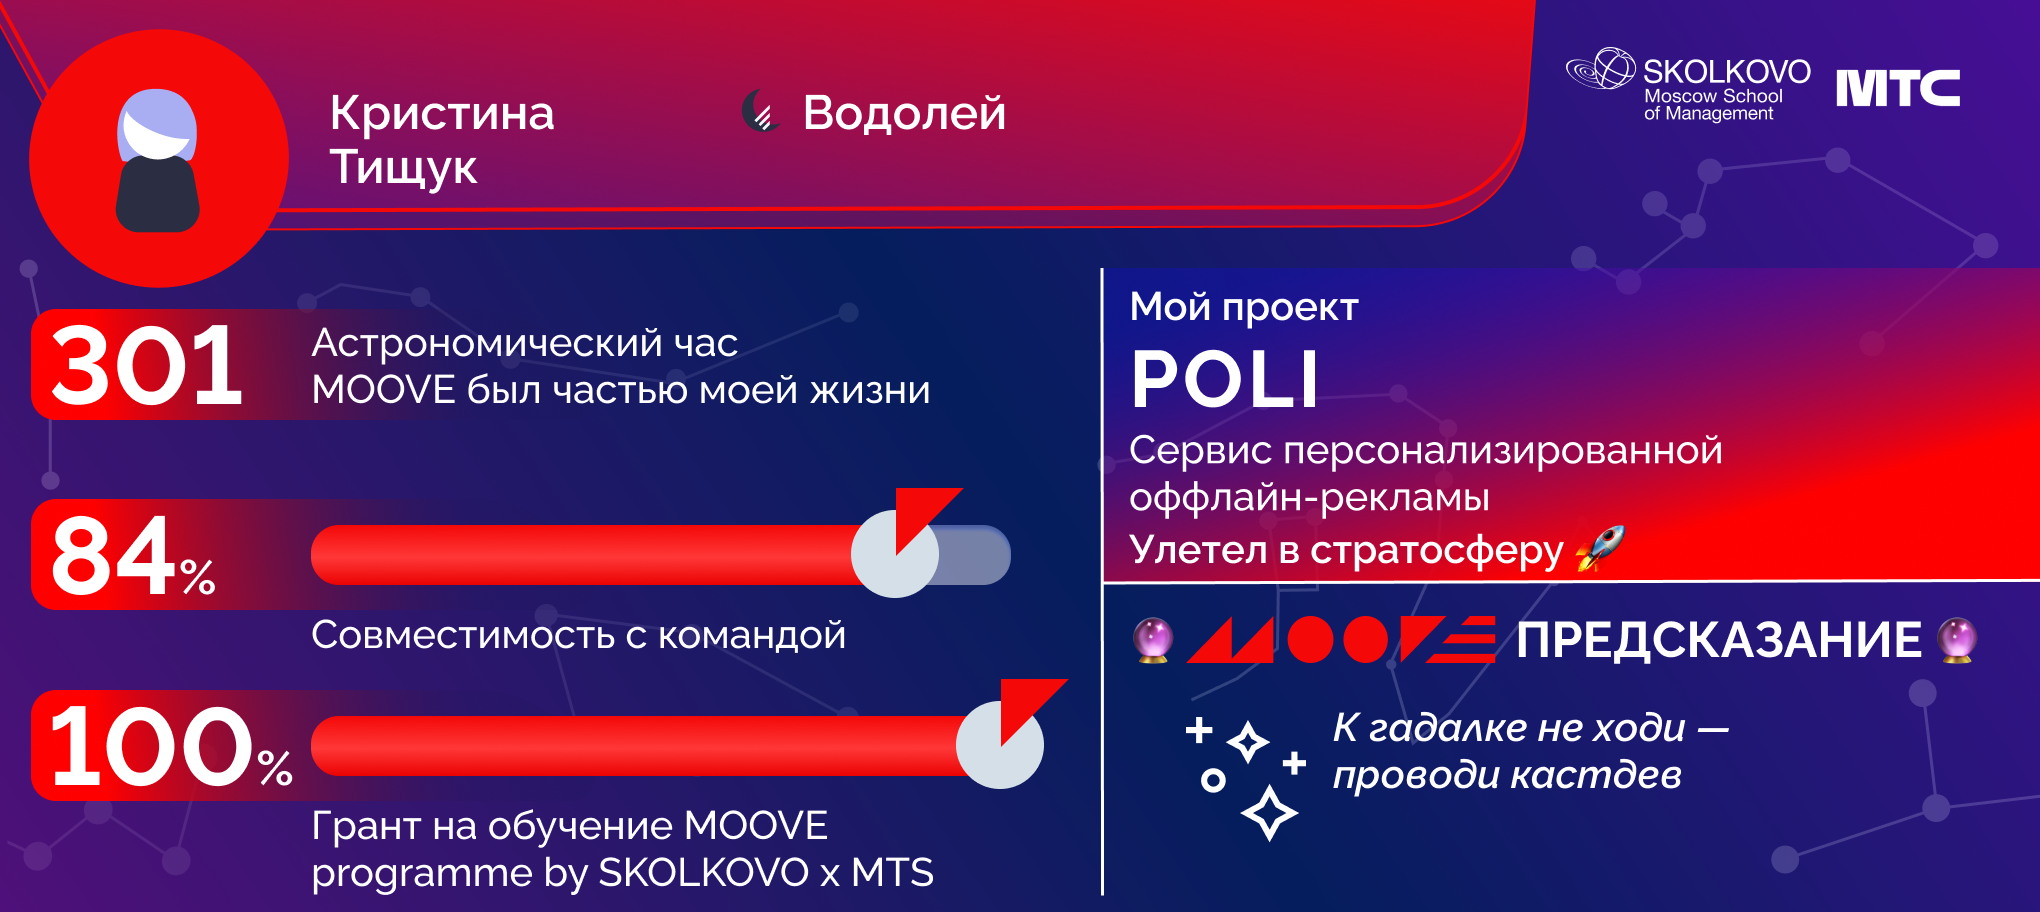 Кристина
Тищук
Водолей
SKOLKOVO
Moscow School
of Management
МТС
301
Астрономический час
MOOVE был частью моей жизни
84%
Совместимость с командой
100%
Грант на обучение MOOVE
programme by SKOLKOVO x MTS
Мой проект
POLI
Сервис персонализированной
оффлайн-рекламы
Улетел в стратосферу 🚀
🔮 MOOVE ПРЕДСКАЗАНИЕ 🔮
К гадалке не ходи —
проводи кастдев